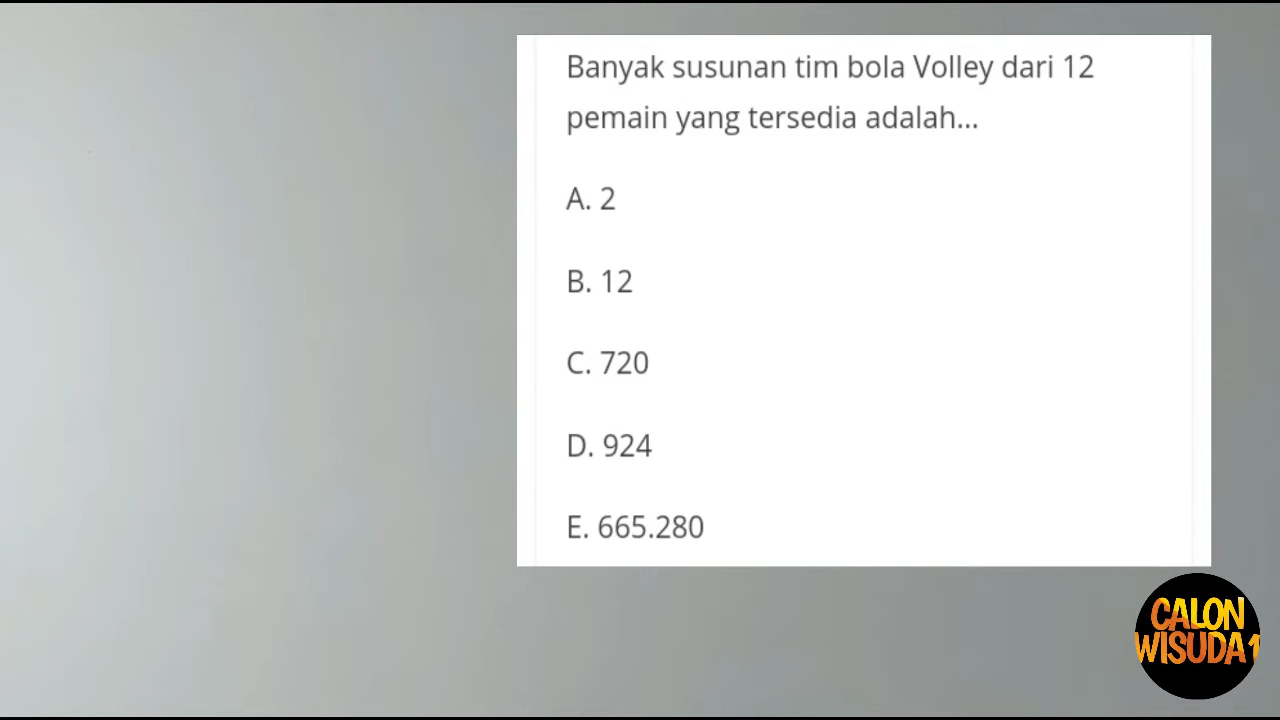 Banyak susunan tim bola Volley dari 12
pemain yang tersedia adalah...
A. 2
B. 12
C. 720
D. 924
E. 665.280
CALON
WISUDA1